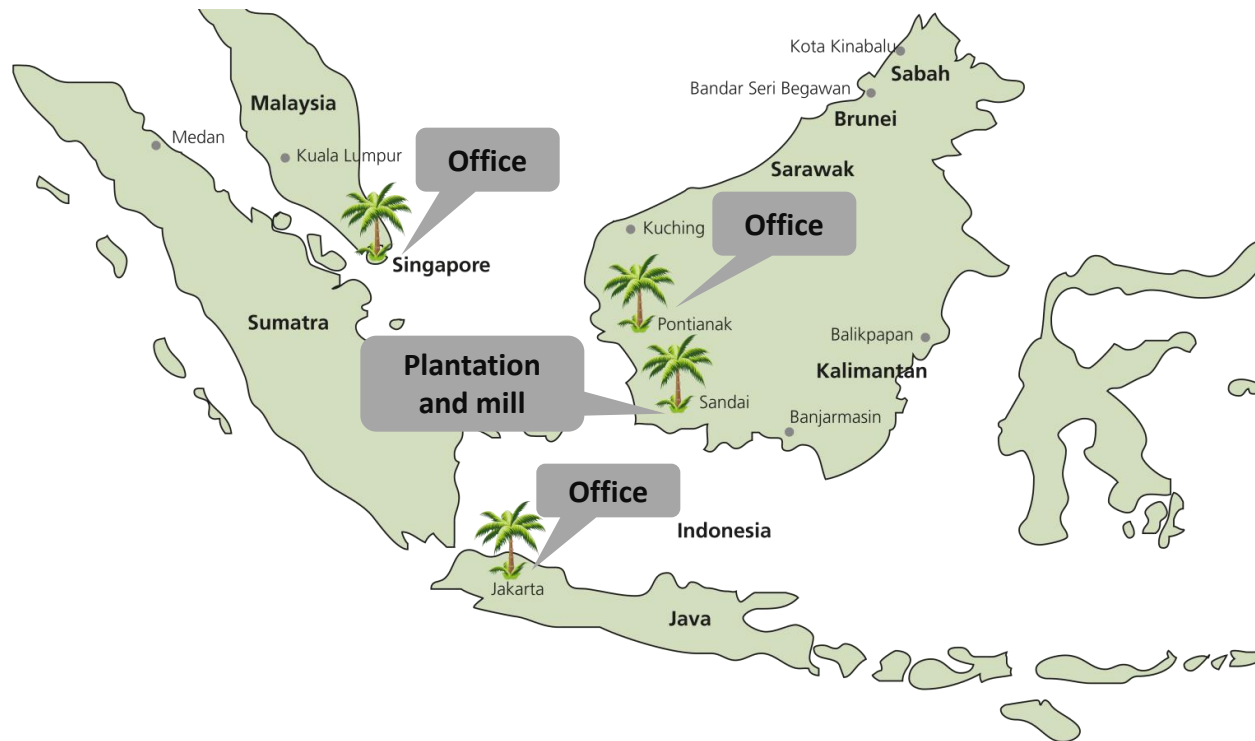 Kota Kinabalu
Sabah
Bandar Seri Begawan
Brunei
Malaysia
Medan
Kuala Lumpur
Office
Sarawak
Kuching
Office
Singapore
Sumatra
Pontianak
Balikpapan
Plantation
and mill
Kalimantan
Sandai
Banjarmasin
Office
Indonesia
Jakarta
Java